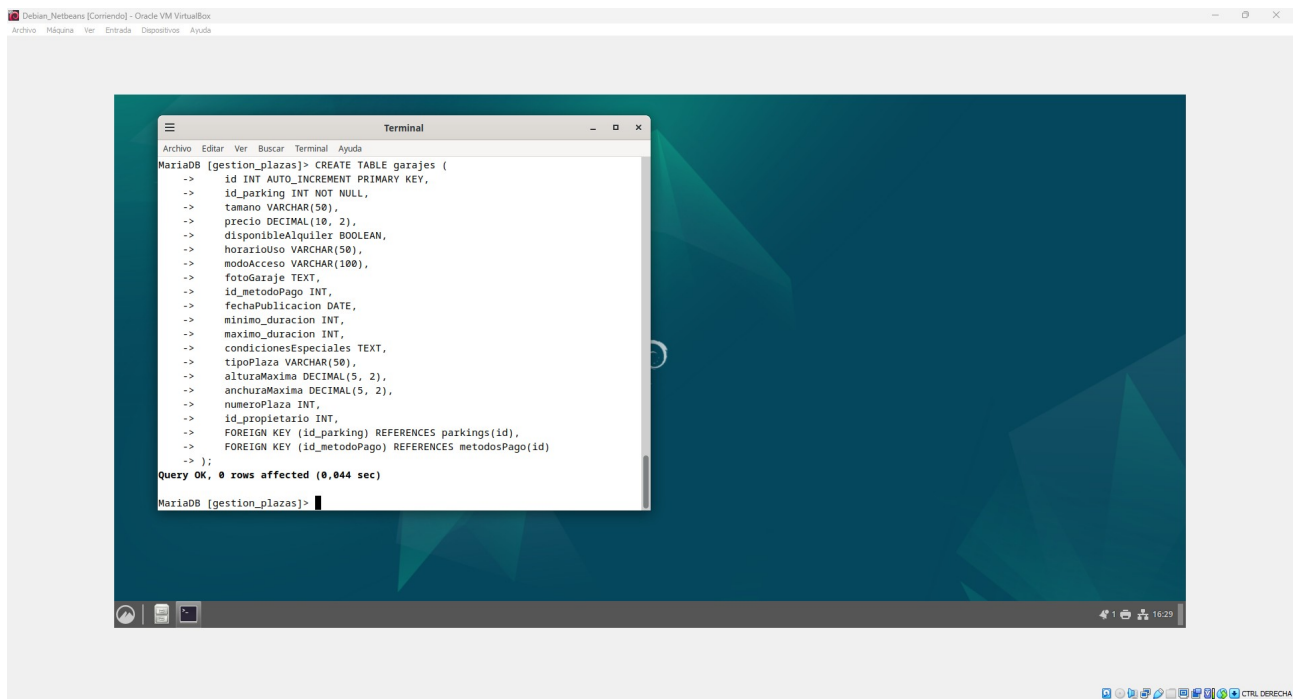 Debian_Netbeans [Corriendo] - Oracle VM VirtualBox
Archivo Máquina Ver Entrada Dispositivos Ayuda
Terminal
Archivo Editar Ver Buscar Terminal Ayuda
MariaDB [gestion_plazas]> CREATE TABLE garajes (
-> id INT AUTO_INCREMENT PRIMARY KEY,
-> id_parking INT NOT NULL,
-> tamano VARCHAR(50),
-> precio DECIMAL(10, 2),
-> disponibleAlquiler BOOLEAN,
-> horarioUso VARCHAR(50),
-> modoAcceso VARCHAR(100),
-> fotoGaraje TEXT,
-> id_metodoPago INT,
-> fechaPublicacion DATE,
-> minimo_duracion INT,
-> maximo_duracion INT,
-> condicionesEspeciales TEXT,
-> tipoPlaza VARCHAR(50),
-> alturaMaxima DECIMAL(5, 2),
-> anchuraMaxima DECIMAL(5, 2),
-> numeroPlaza INT,
-> id_propietario INT,
-> FOREIGN KEY (id_parking) REFERENCES parkings(id),
-> FOREIGN KEY (id_metodoPago) REFERENCES metodosPago(id)
-> );
Query OK, 0 rows affected (0,044 sec)
MariaDB [gestion_plazas]>
1 16:29
CTRL DERECHA